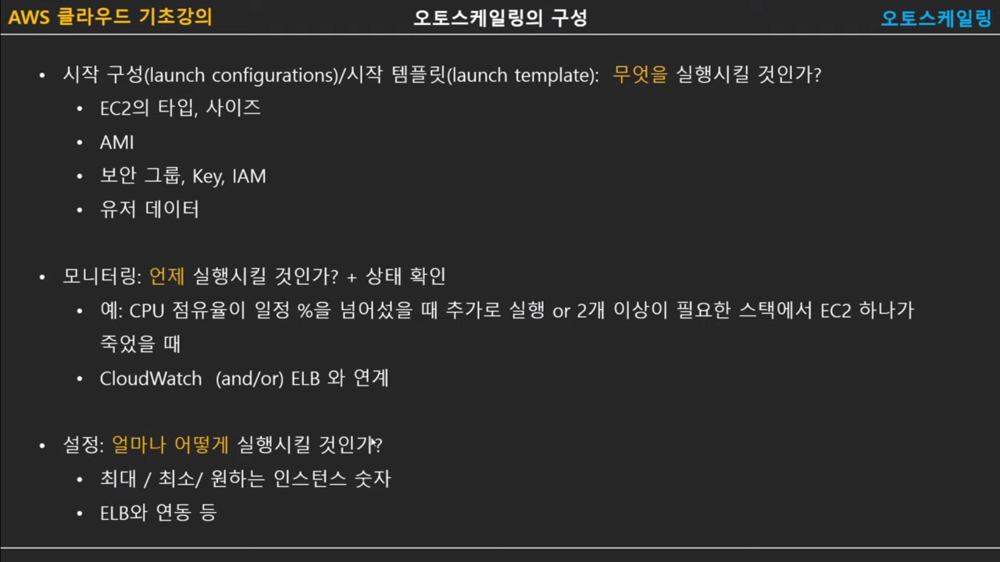 AWS 클라우드 기초강의
오토스케일링의 구성
오토스케일링
• 시작 구성(launch configurations)/시작 템플릿(launch template): 무엇을 실행시킬 것인가?
• EC2의 타입, 사이즈
• AMI
• 보안 그룹, Key, IAM
• 유저 데이터
• 모니터링: 언제 실행시킬 것인가? + 상태 확인
• 예: CPU 점유율이 일정 %을 넘어섰을 때 추가로 실행 or 2개 이상이 필요한 스택에서 EC2 하나가
죽었을 때
• CloudWatch (and/or) ELB 와 연계
• 설정: 얼마나 어떻게 실행시킬 것인가?
• 최대 / 최소/ 원하는 인스턴스 숫자
• ELB와 연동 등